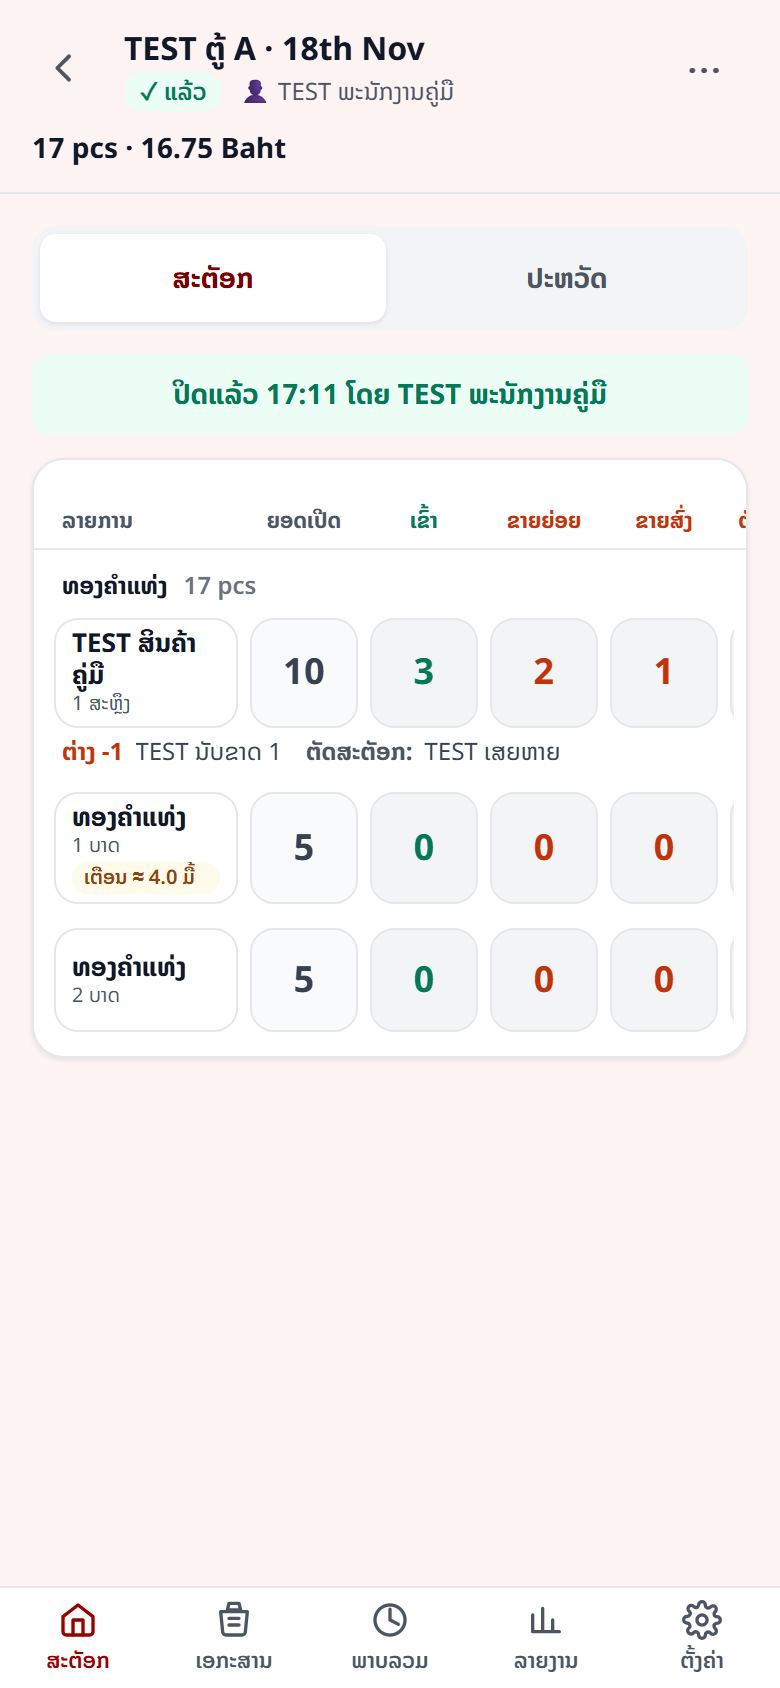 TEST ຕູ້ A · 18th Nov
✓ ແລ້ວ TEST ພະນັກງານຄູ່ມື
17 pcs · 16.75 Baht
ສະຕັອກ ປະຫວັດ
ປິດແລ້ວ 17:11 ໂດຍ TEST ພະນັກງານຄູ່ມື
ລາຍການ ຍອດເປີດ ເຂົ້າ ຂາຍຍ່ອຍ ຂາຍສົ່ງ
ທອງຄຳແທ່ງ 17 pcs
TEST ສິນຄ້າ
ຄູ່ມື
1 ສະຫຼຶງ
10 3 2 1
ຕ່າງ -1 TEST ນັບຂາດ 1 ຕັດສະຕັອກ: TEST ເສຍຫາຍ
ທອງຄຳແທ່ງ
1 ບາດ
ເຕືອນ ≈ 4.0 ມື້
5 0 0 0
ທອງຄຳແທ່ງ
2 ບາດ
5 0 0 0
ສະຕັອກ ເອກະສານ ພາບລວມ ລາຍງານ ຕັ້ງຄ່າ